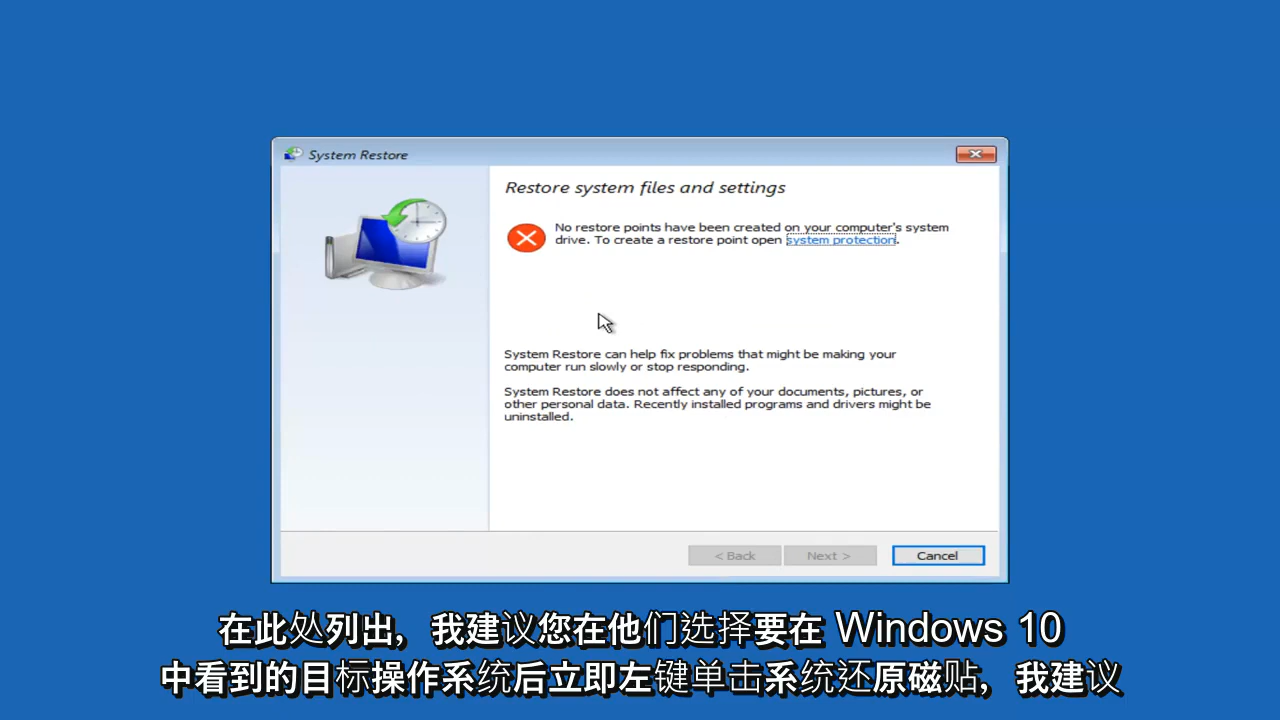 System Restore
Restore system files and settings
No restore points have been created on your computer's system
drive. To create a restore point open system protection.
System Restore can help fix problems that might be making your
computer run slowly or stop responding.
System Restore does not affect any of your documents, pictures, or
other personal data. Recently installed programs and drivers might be
uninstalled.
< Back Next > Cancel
在此处列出，我建议您在他们选择要在 Windows 10
中看到的目标操作系统后立即左键单击系统还原磁贴，我建议